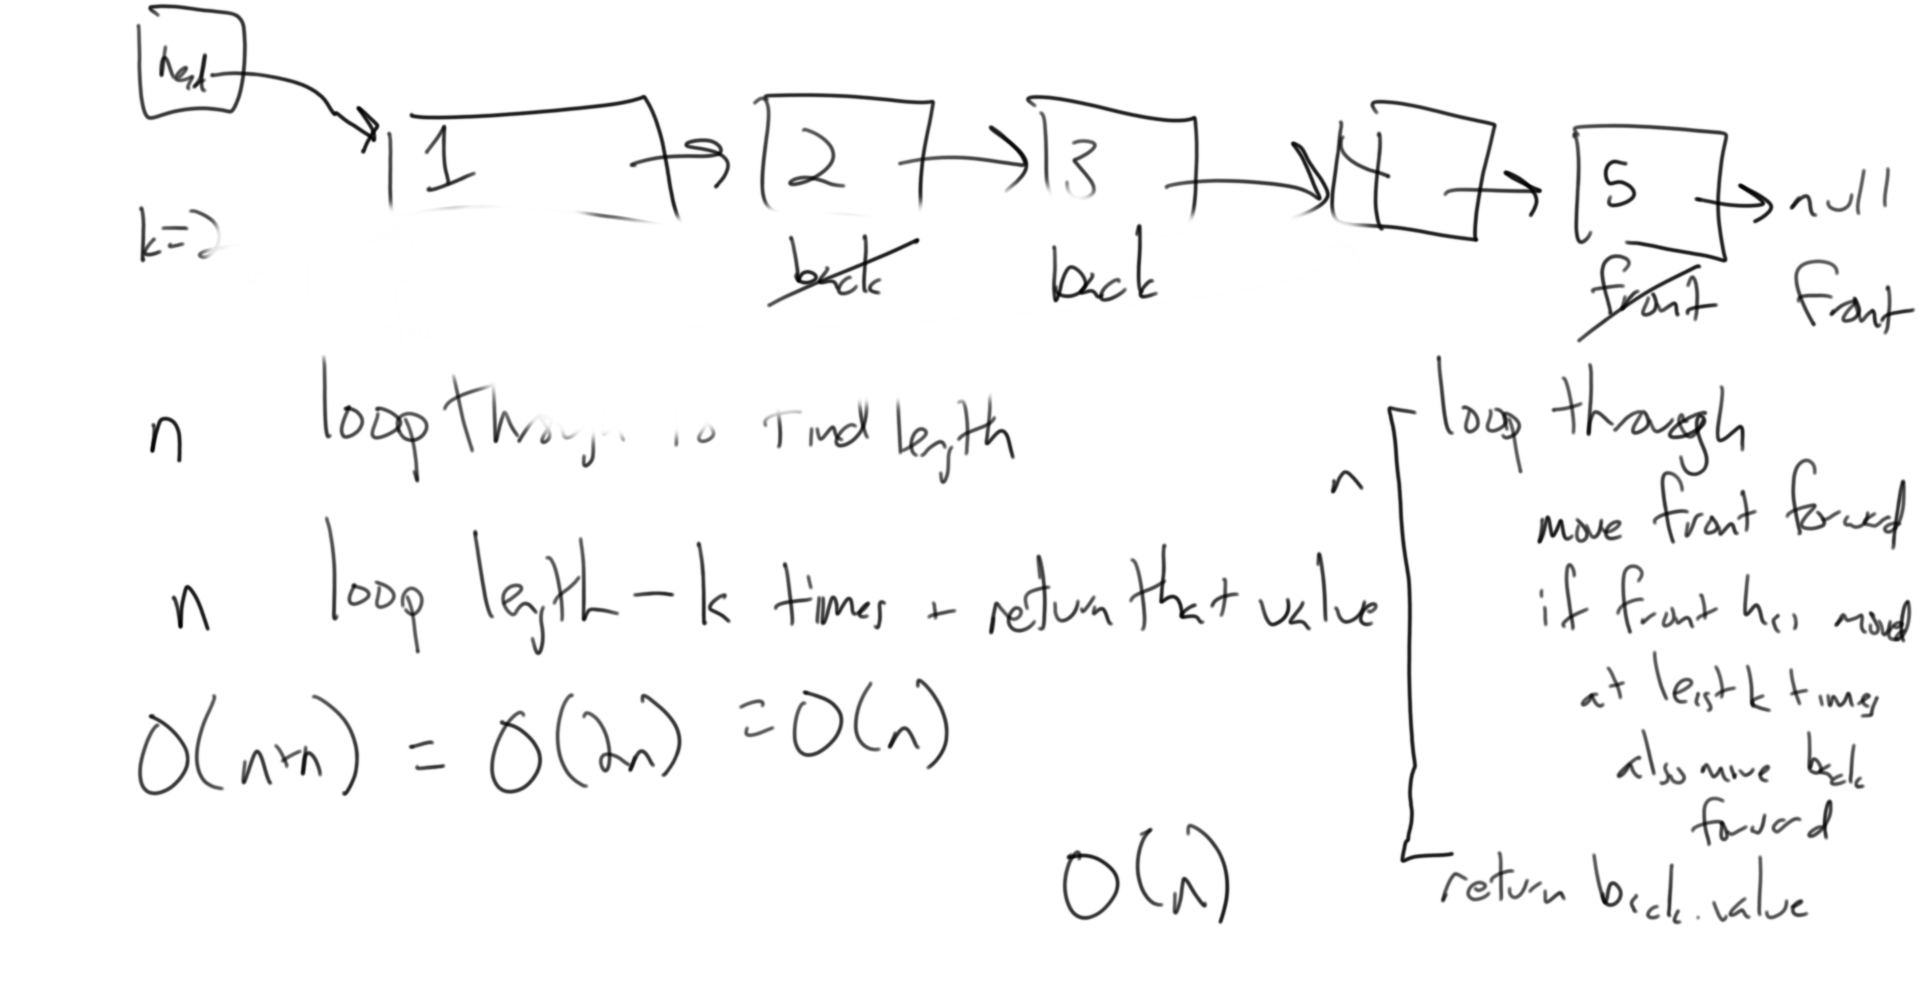 head
1 2 3 4 5 null
k=2
back back front front
n loop through to find length
n loop length - k times + return that value
O(n+n) = O(2n) = O(n)
n loop through
move front forward
if front has moved
at least k times
also move back
forward
return back.value
O(n)